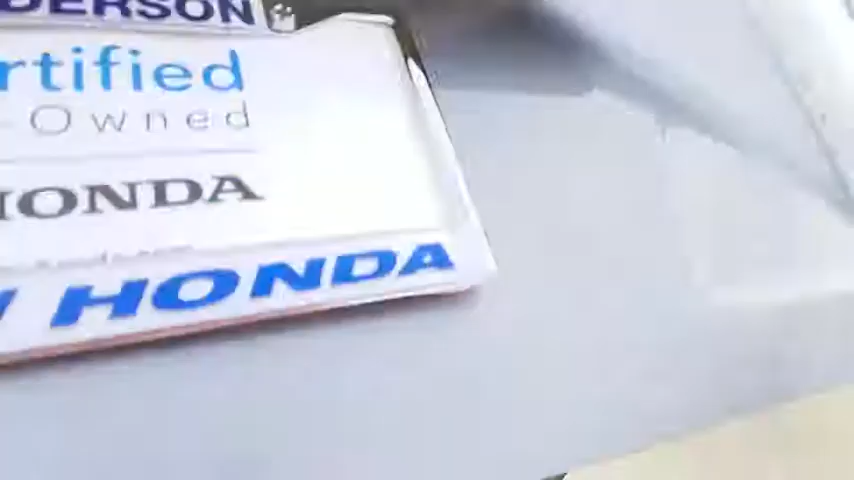 DERSON
rtified
-Owned
HONDA
HONDA